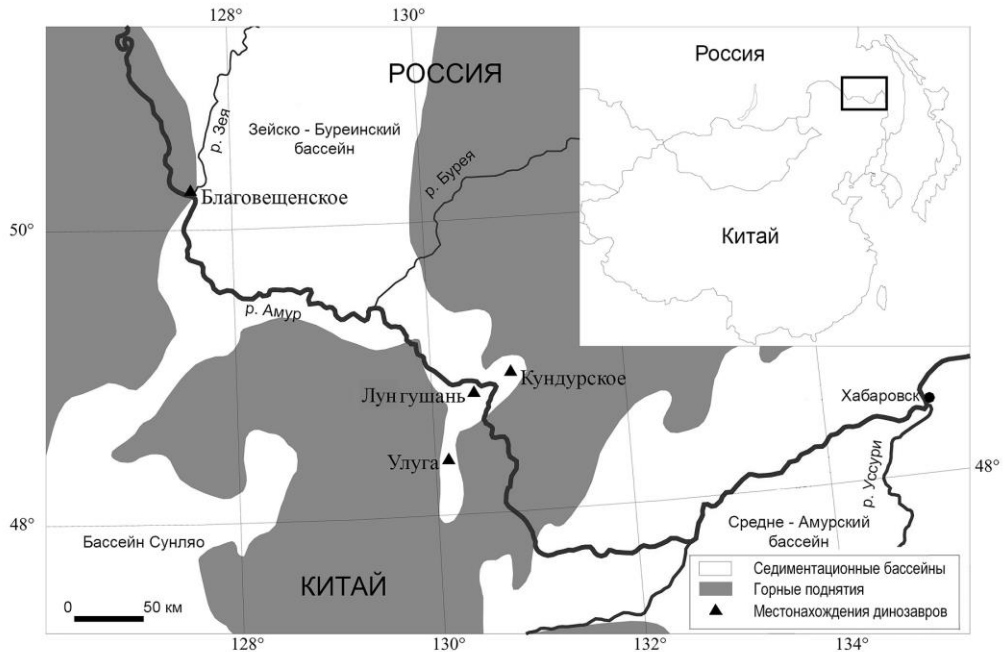 128°
130°
РОССИЯ
Россия
р. Зея
Зейско - Буреинский
бассейн
р. Бурея
Благовещенское
50°
Китай
р. Амур
Кундурское
Лун гушань
Хабаровск
Улуга
р. Уссури
48°
48°
Средне - Амурский
бассейн
Бассейн Сунляо
КИТАЙ
0 50 км
Седиментационные бассейны
Горные поднятия
Местонахождения динозавров
128°
130°
132°
134°